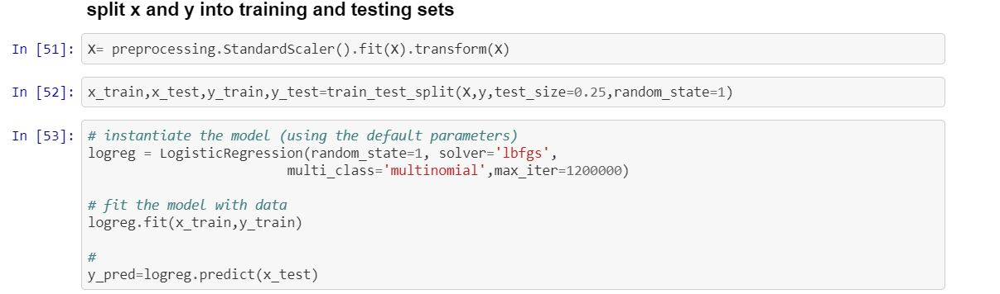 split x and y into training and testing sets
In [51]: X= preprocessing.StandardScaler().fit(X).transform(X)
In [52]: x_train,x_test,y_train,y_test=train_test_split(X,y,test_size=0.25,random_state=1)
In [53]: # instantiate the model (using the default parameters)
logreg = LogisticRegression(random_state=1, solver='lbfgs',
multi_class='multinomial',max_iter=1200000)
# fit the model with data
logreg.fit(x_train,y_train)
#
y_pred=logreg.predict(x_test)